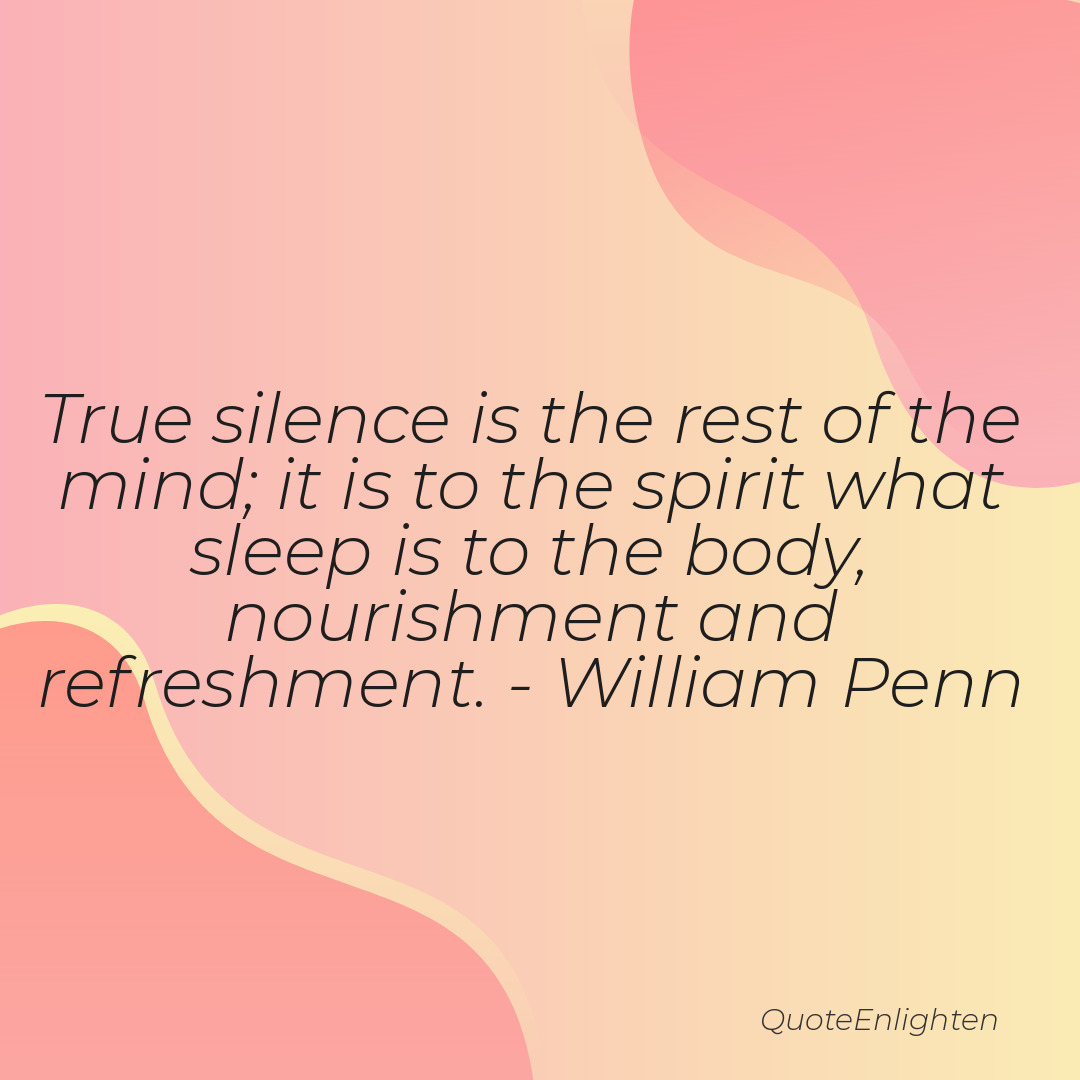 True silence is the rest of the
mind; it is to the spirit what
sleep is to the body,
nourishment and
refreshment. - William Penn
QuoteEnlighten